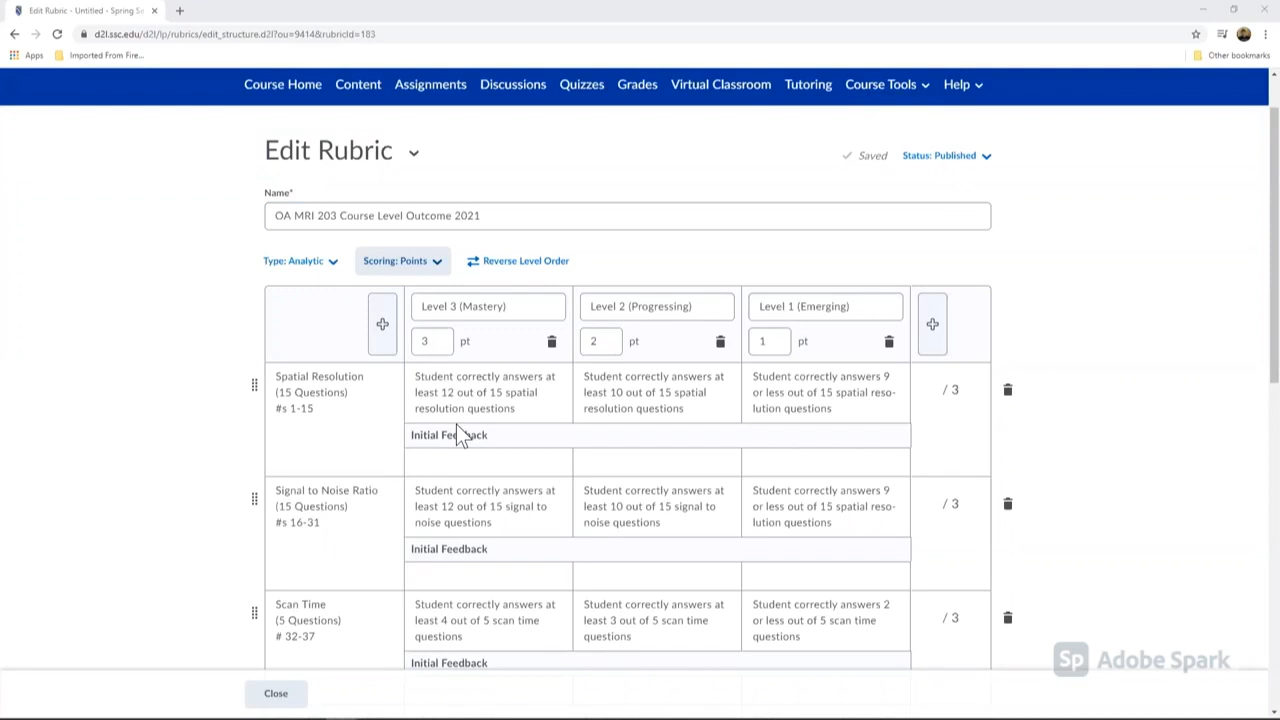 Edit Rubric - Untitled - Spring Se
d2l.ssc.edu/d2l/lp/rubrics/edit_structure.d2l?ou=9414&rubricId=183
Apps Imported From Fire... Other bookmarks
Course Home Content Assignments Discussions Quizzes Grades Virtual Classroom Tutoring Course Tools Help
Edit Rubric
Saved Status: Published
Name*
OA MRI 203 Course Level Outcome 2021
Type: Analytic Scoring: Points Reverse Level Order
Level 3 (Mastery) Level 2 (Progressing) Level 1 (Emerging)
3 pt 2 pt 1 pt
Spatial Resolution
(15 Questions)
#s 1-15
Student correctly answers at
least 12 out of 15 spatial
resolution questions
Student correctly answers at
least 10 out of 15 spatial
resolution questions
Student correctly answers 9
or less out of 15 spatial reso-
lution questions
/ 3
Initial Feedback
Signal to Noise Ratio
(15 Questions)
#s 16-31
Student correctly answers at
least 12 out of 15 signal to
noise questions
Student correctly answers at
least 10 out of 15 signal to
noise questions
Student correctly answers 9
or less out of 15 spatial reso-
lution questions
/ 3
Initial Feedback
Scan Time
(5 Questions)
# 32-37
Student correctly answers at
least 4 out of 5 scan time
questions
Student correctly answers at
least 3 out of 5 scan time
questions
Student correctly answers 2
or less out of 5 scan time
questions
/ 3
Initial Feedback
Close
Sp Adobe Spark